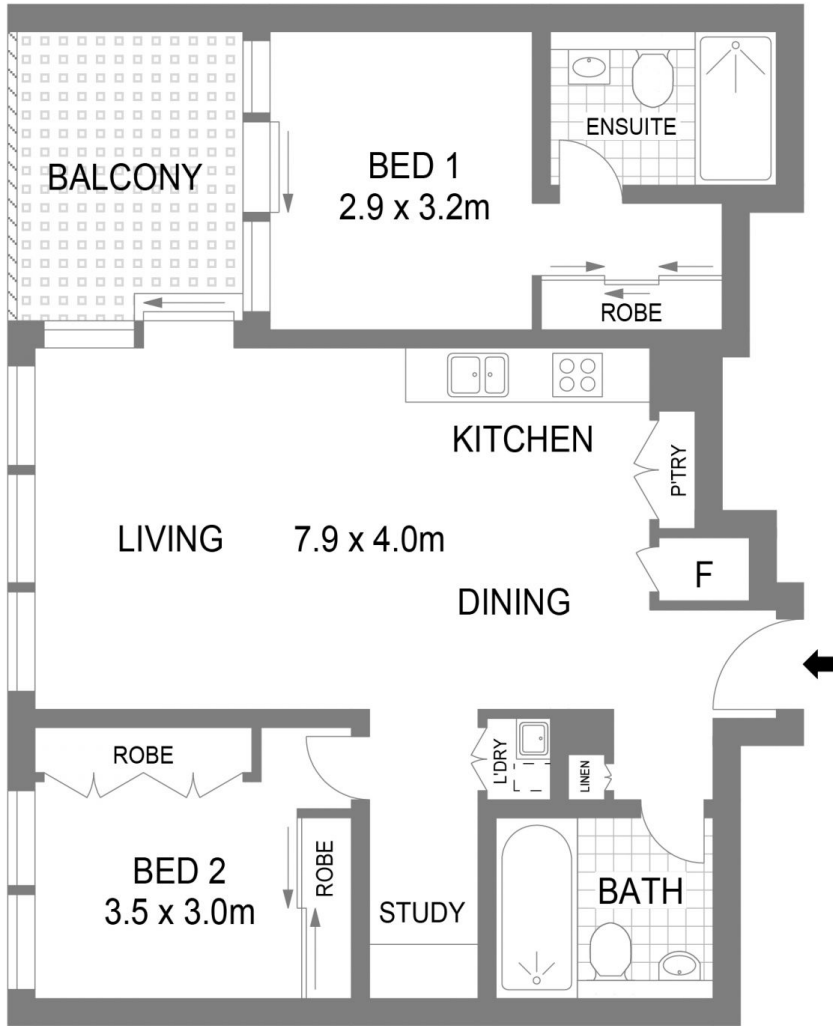 BALCONY
BED 1
2.9 x 3.2m
ENSUITE
ROBE
KITCHEN
P'TRY
LIVING
7.9 x 4.0m
F
DINING
ROBE
L'DRY
LINEN
BED 2
3.5 x 3.0m
ROBE
STUDY
BATH